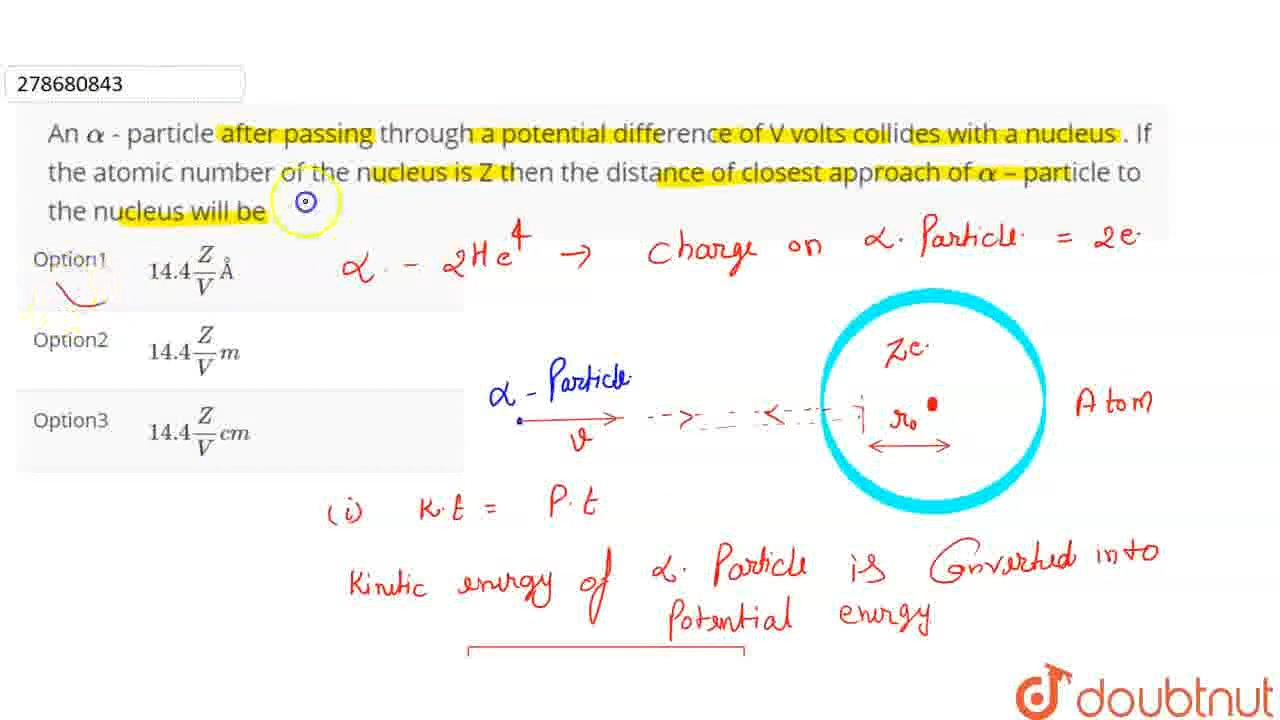 278680843
An α - particle after passing through a potential difference of V volts collides with a nucleus . If
the atomic number of the nucleus is Z then the distance of closest approach of α – particle to
the nucleus will be
Option1 14.4 Z/V Å
α - 2He4 → Charge on α. Particle. = 2e.
Option2 14.4 Z/V m
Ze.
α - Particle.
Option3 14.4 Z/V cm
v
r₀
Atom
(i) K.E = P.E
Kinetic energy of α. Particle is Converted into
Potential energy
doubtnut